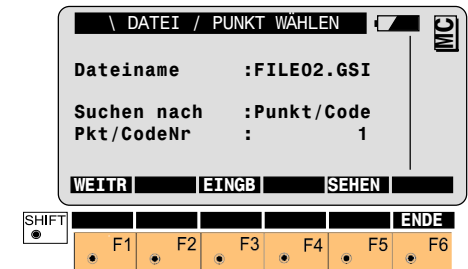 \ DATEI / PUNKT WÄHLEN
MC
Dateiname :FILE02.GSI
Suchen nach :Punkt/Code
Pkt/CodeNr : 1
WEITR EINGB SEHEN
SHIFT ENDE
F1 F2 F3 F4 F5 F6